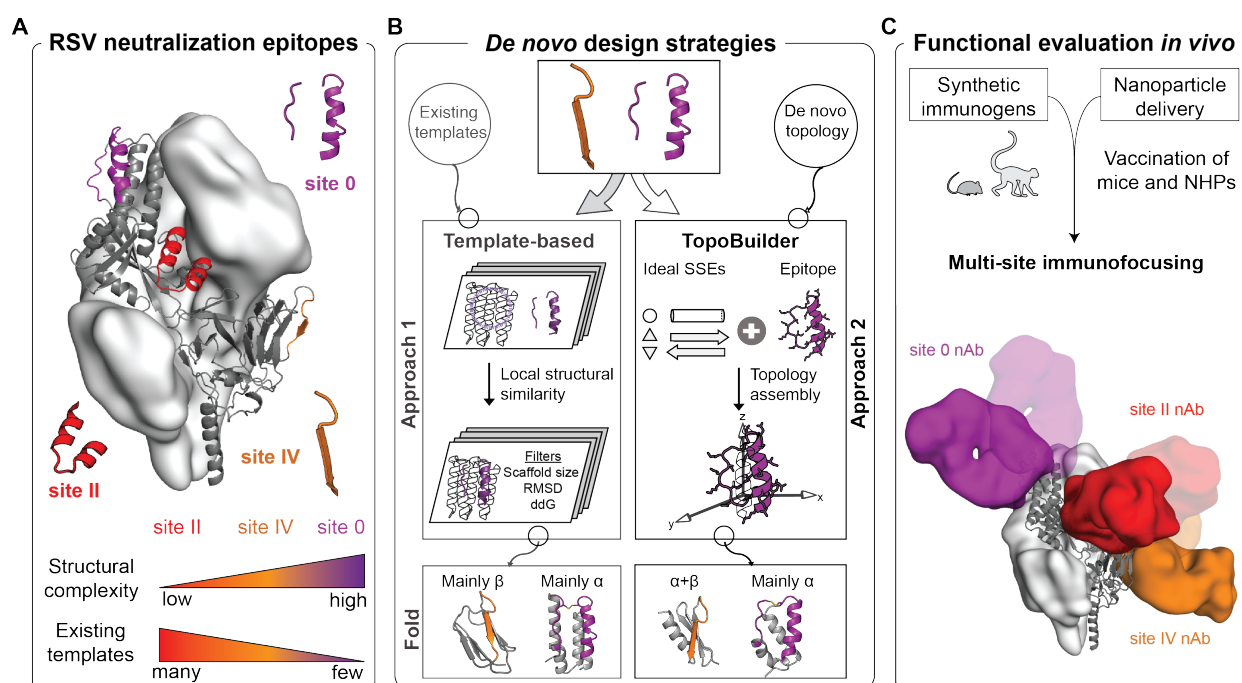 A
RSV neutralization epitopes
site 0
site IV
site II
site II site IV site 0
Structural
complexity
low high
Existing
templates
many few
B
De novo design strategies
Existing
templates
De novo
topology
Approach 1
Template-based
Local structural
similarity
Filters
Scaffold size
RMSD
ddG
TopoBuilder
Ideal SSEs Epitope
Topology
assembly
z
x
y
Approach 2
Fold
Mainly β Mainly α
α+β Mainly α
C
Functional evaluation in vivo
Synthetic
immunogens
Nanoparticle
delivery
Vaccination of
mice and NHPs
Multi-site immunofocusing
site 0 nAb
site II nAb
site IV nAb